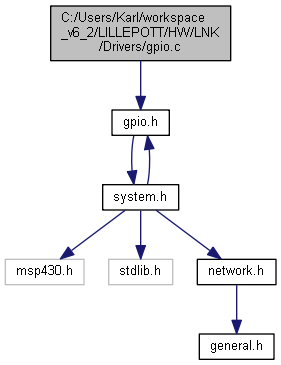 C:/Users/Karl/workspace
_v6_2/LILLEPOTT/HW/LNK
/Drivers/gpio.c
gpio.h
system.h
msp430.h
stdlib.h
network.h
general.h